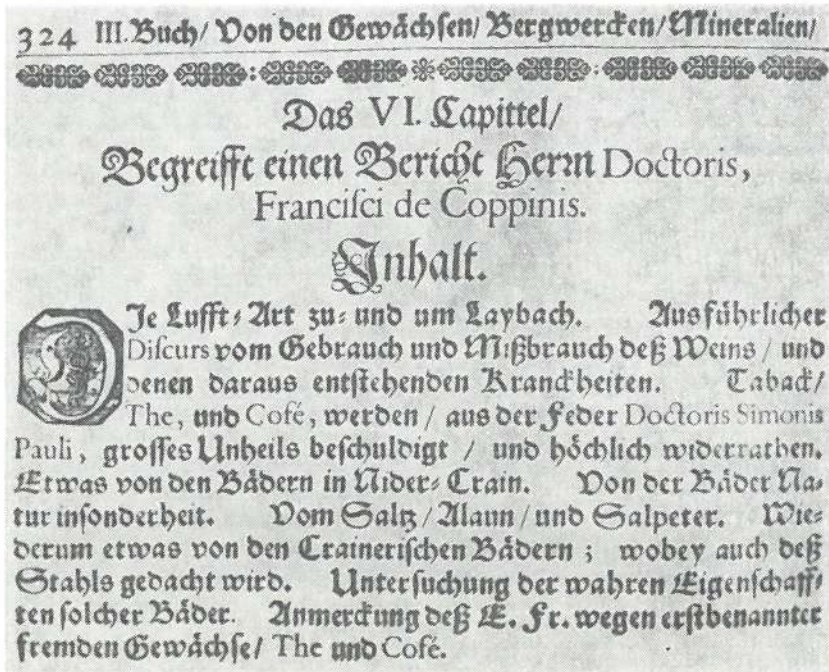 324 III. Buch/ Von den Gewächsen/ Bergwercken/ Mineralien/
Das VI. Capittel/
Begreifft einen Bericht Herrn Doctoris,
Francisci de Coppinis.
Inhalt.
DJe Lufft-Art zu- und um Laybach. Ausführlicher
Discurs vom Gebrauch und Mißbrauch deß Weins / und
denen daraus entstehenden Kranckheiten. Taback/
The, und Cofé, werden / aus der Feder Doctoris Simonis
Pauli, grosses Unheils beschuldigt / und höchlich widerrathen.
Etwas von den Bädern in Nider-Crain. Von der Bäder Na-
tur insonderheit. Vom Saltz / Alaun / und Salpeter. Wie-
derum etwas von den Crainerischen Bädern ; wobey auch deß
Stahls gedacht wird. Untersuchung der wahren Eigenschaff-
ten solcher Bäder. Anmerckung deß E. Fr. wegen erstbenannter
fremden Gewächse/ The und Cofé.